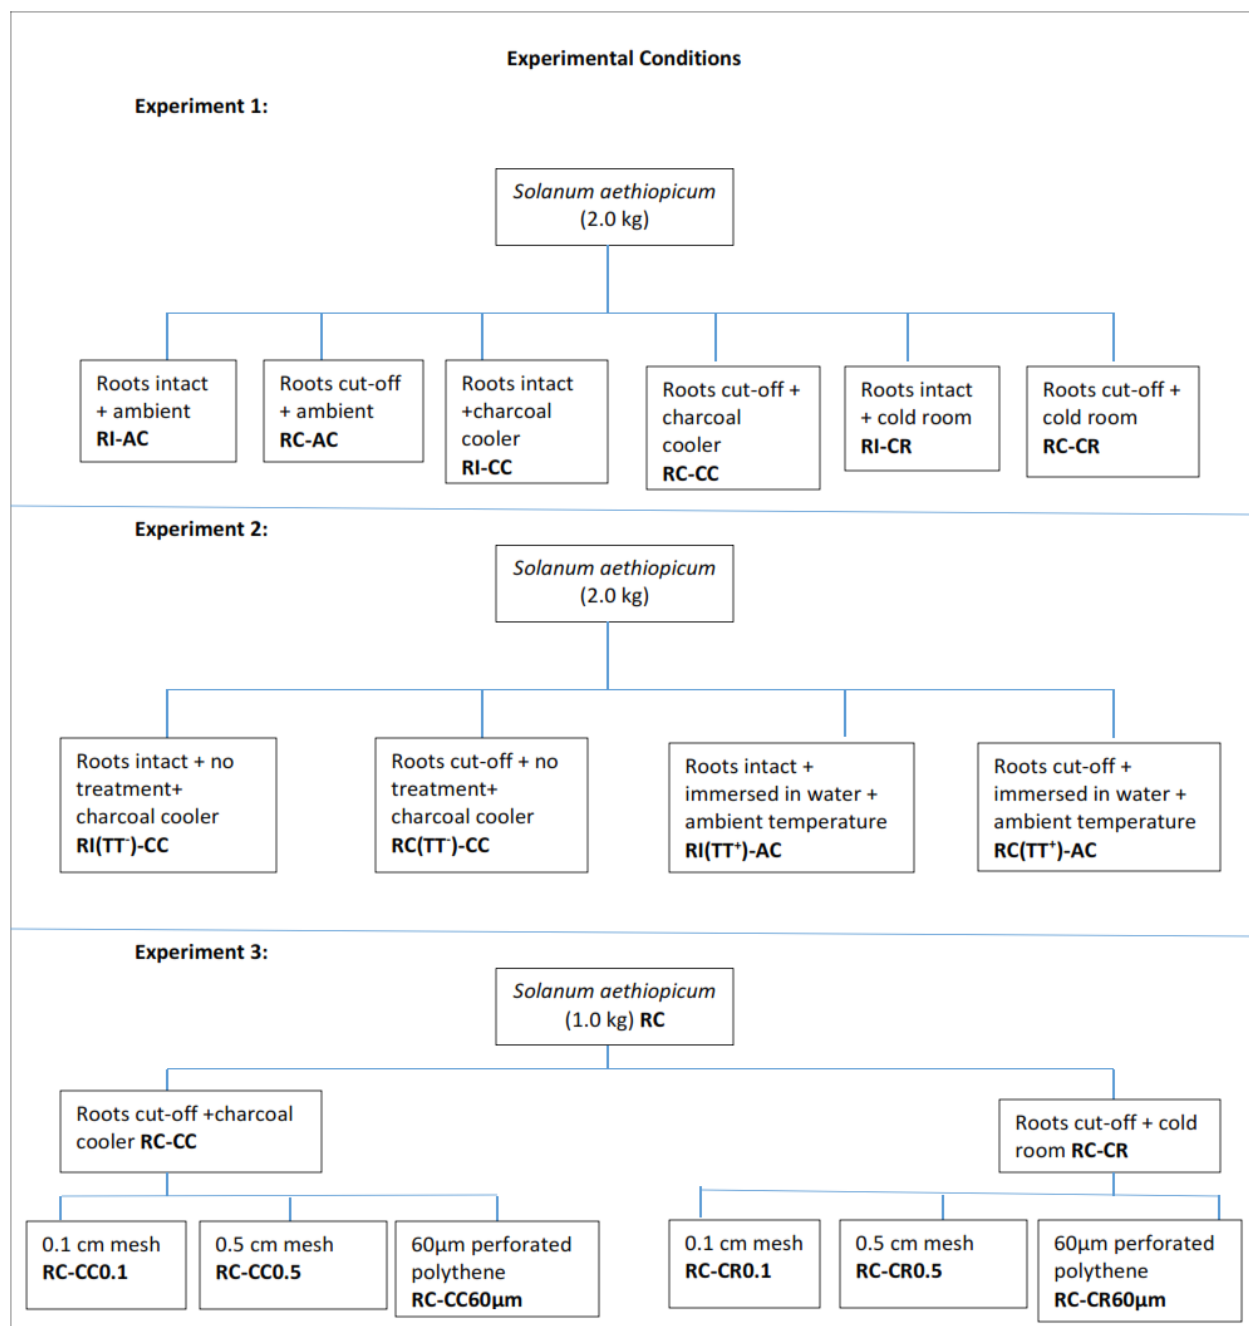 Experimental Conditions
Experiment 1:
Solanum aethiopicum
(2.0 kg)
Roots intact
+ ambient
RI-AC
Roots cut-off
+ ambient
RC-AC
Roots intact
+charcoal
cooler
RI-CC
Roots cut-off +
charcoal
cooler
RC-CC
Roots intact
+ cold room
RI-CR
Roots cut-off +
cold room
RC-CR
Experiment 2:
Solanum aethiopicum
(2.0 kg)
Roots intact + no
treatment+
charcoal cooler
RI(TT⁻)-CC
Roots cut-off + no
treatment+
charcoal cooler
RC(TT⁻)-CC
Roots intact +
immersed in water +
ambient temperature
RI(TT⁺)-AC
Roots cut-off +
immersed in water +
ambient temperature
RC(TT⁺)-AC
Experiment 3:
Solanum aethiopicum
(1.0 kg) RC
Roots cut-off +charcoal
cooler RC-CC
Roots cut-off + cold
room RC-CR
0.1 cm mesh
RC-CC0.1
0.5 cm mesh
RC-CC0.5
60µm perforated
polythene
RC-CC60µm
0.1 cm mesh
RC-CR0.1
0.5 cm mesh
RC-CR0.5
60µm perforated
polythene
RC-CR60µm